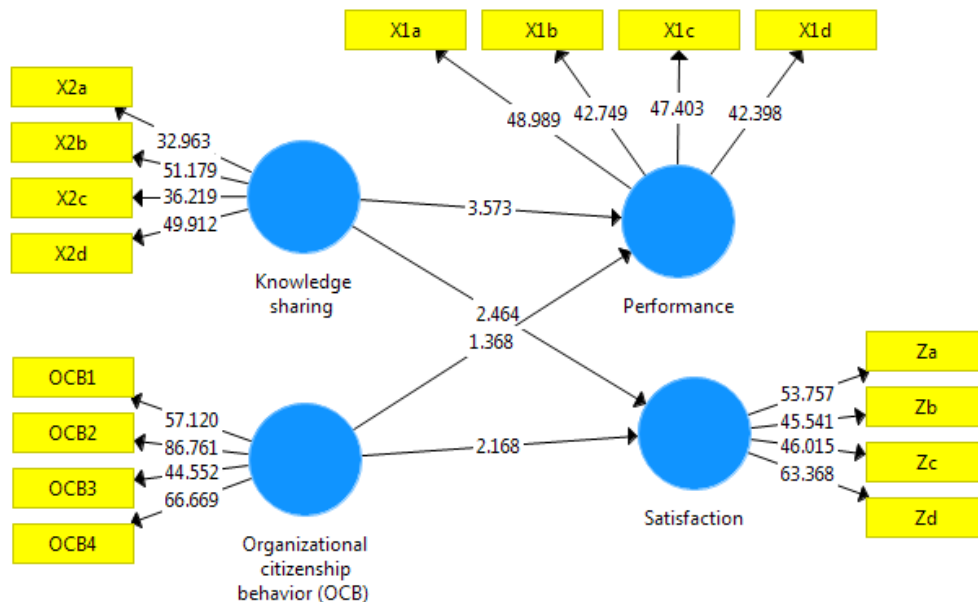 X1a
X1b
X1c
X1d
X2a
X2b
X2c
X2d
32.963
51.179
36.219
49.912
48.989
42.749
47.403
42.398
3.573
Knowledge
sharing
Performance
2.464
1.368
OCB1
OCB2
OCB3
OCB4
57.120
86.761
44.552
66.669
2.168
Za
Zb
Zc
Zd
53.757
45.541
46.015
63.368
Organizational
citizenship
behavior (OCB)
Satisfaction